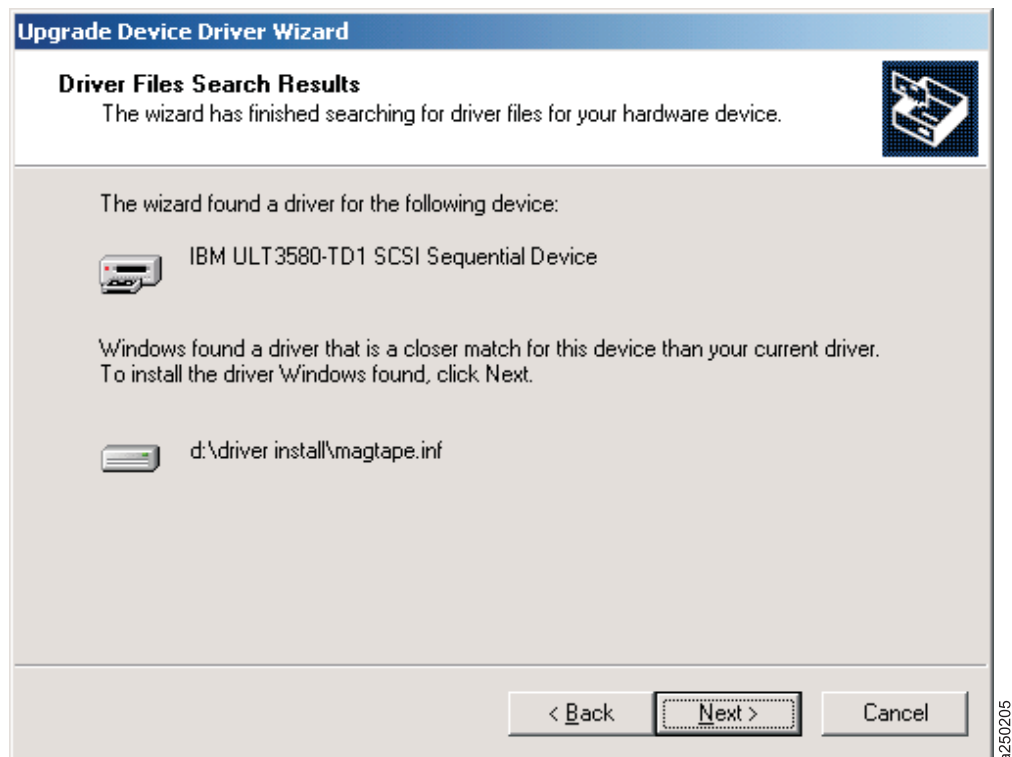 Upgrade Device Driver Wizard
Driver Files Search Results
The wizard has finished searching for driver files for your hardware device.
The wizard found a driver for the following device:
IBM ULT3580-TD1 SCSI Sequential Device
Windows found a driver that is a closer match for this device than your current driver.
To install the driver Windows found, click Next.
d:\driver install\magtape.inf
< Back
Next >
Cancel
a250205